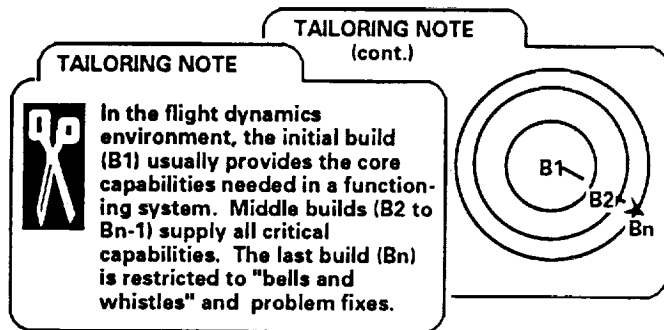 TAILORING NOTE
In the flight dynamics
environment, the initial build
(B1) usually provides the core
capabilities needed in a function-
ing system. Middle builds (B2 to
Bn-1) supply all critical
capabilities. The last build (Bn)
is restricted to "bells and
whistles" and problem fixes.
TAILORING NOTE
(cont.)
B1
B2
Bn